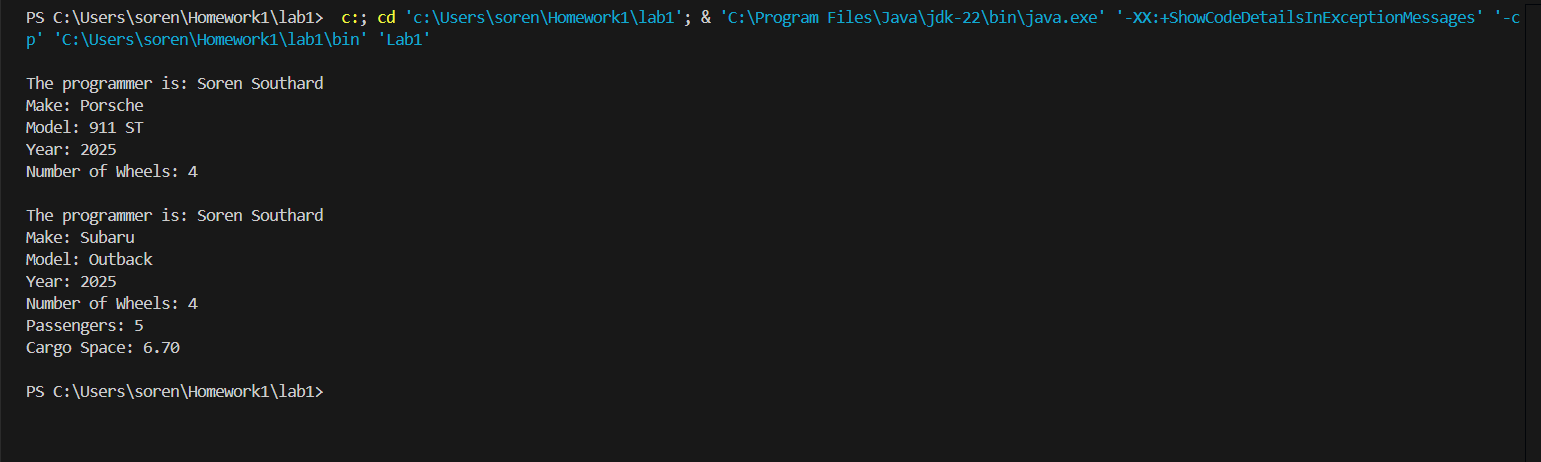 PS C:\Users\soren\Homework1\lab1>  c:; cd 'c:\Users\soren\Homework1\lab1'; & 'C:\Program Files\Java\jdk-22\bin\java.exe' '-XX:+ShowCodeDetailsInExceptionMessages' '-c
p' 'C:\Users\soren\Homework1\lab1\bin' 'Lab1'
The programmer is: Soren Southard
Make: Porsche
Model: 911 ST
Year: 2025
Number of Wheels: 4
The programmer is: Soren Southard
Make: Subaru
Model: Outback
Year: 2025
Number of Wheels: 4
Passengers: 5
Cargo Space: 6.70
PS C:\Users\soren\Homework1\lab1>